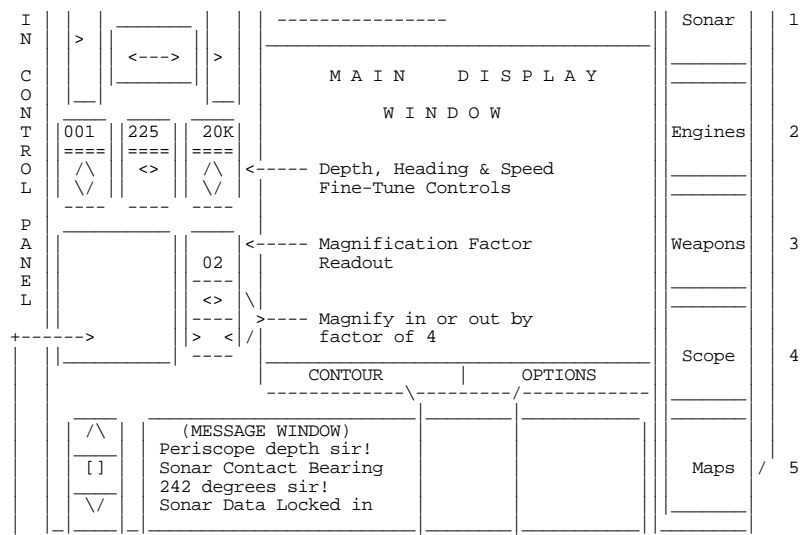 I | | | | | ---------------- || Sonar | | 1
N | > | | | |
<---> | | >
C M A I N D I S P L A Y
O
N W I N D O W
T 001 225 20K Engines 2
R ==== ==== ====
O /\ <> /\ <----- Depth, Heading & Speed
L \/ \/ Fine-Tune Controls
---- ---- ----
P
A <----- Magnification Factor Weapons 3
N 02 Readout
E ----
L <> \
---- >---- Magnify in or out by
+------> > < / factor of 4
---- Scope 4
CONTOUR | OPTIONS
-------------\---------/------------
/\ (MESSAGE WINDOW)
Periscope depth sir!
[] Sonar Contact Bearing Maps / 5
242 degrees sir!
\/ Sonar Data Locked in